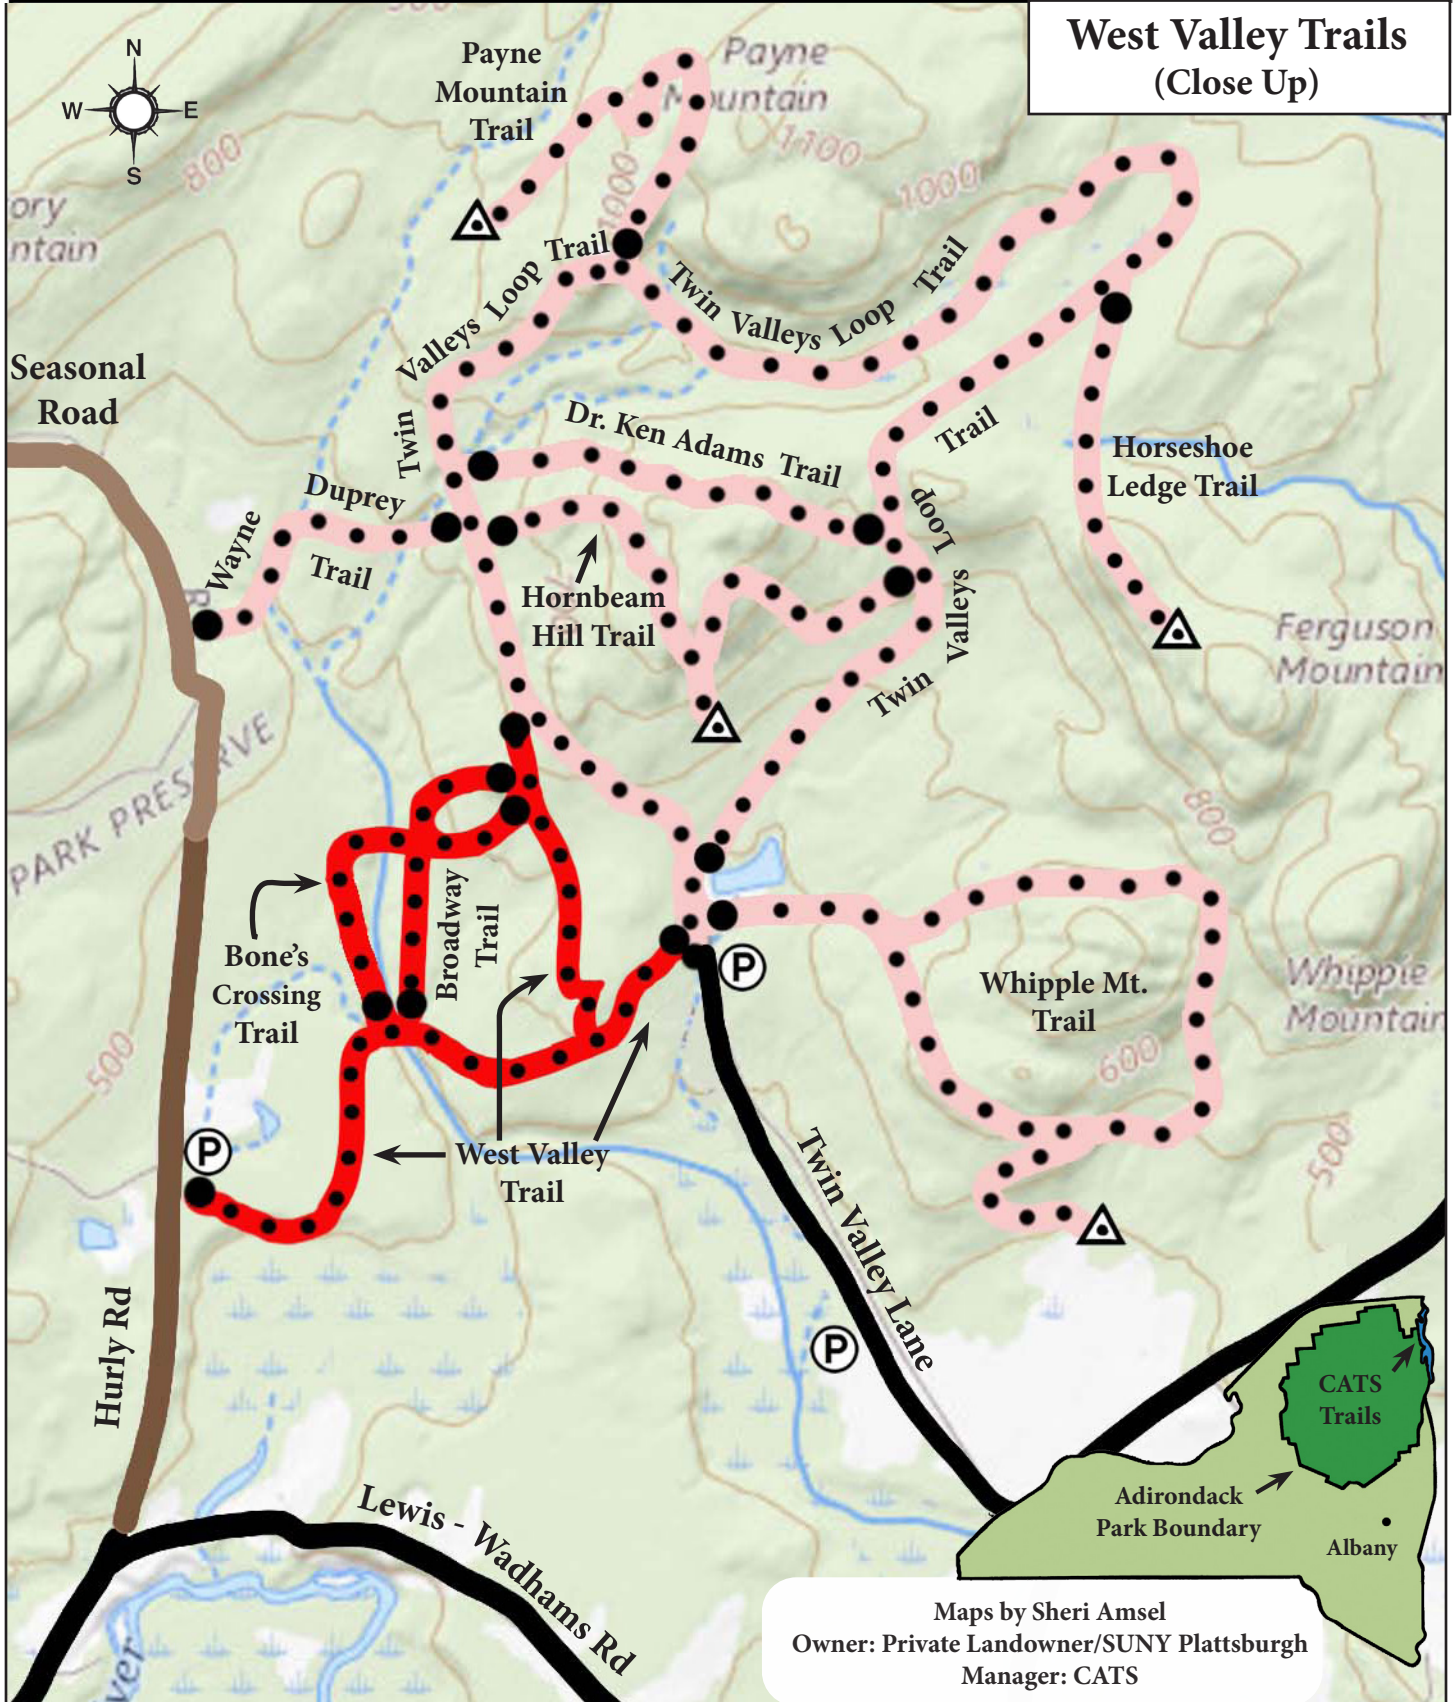 West Valley Trails
(Close Up)
N
W
E
S
Payne
Mountain
Trail
Payne
Mountain
800
1000
1100
1000
ory
ntain
Twin Valleys Loop Trail
Twin Valleys Loop Trail
Seasonal
Road
Dr. Ken Adams Trail
Horseshoe
Ledge Trail
Wayne Duprey
Trail
Hornbeam
Hill Trail
Twin Valleys Loop Trail
Ferguson
Mountain
PARK PRESERVE
800
Bone's
Crossing
Trail
Broadway
Trail
P
Whipple Mt.
Trail
Whipple
Mountain
600
500
500
P
West Valley
Trail
Twin Valley Lane
Hurly Rd
P
Lewis - Wadhams Rd
CATS
Trails
Adirondack
Park Boundary
Albany
ver
Maps by Sheri Amsel
Owner: Private Landowner/SUNY Plattsburgh
Manager: CATS